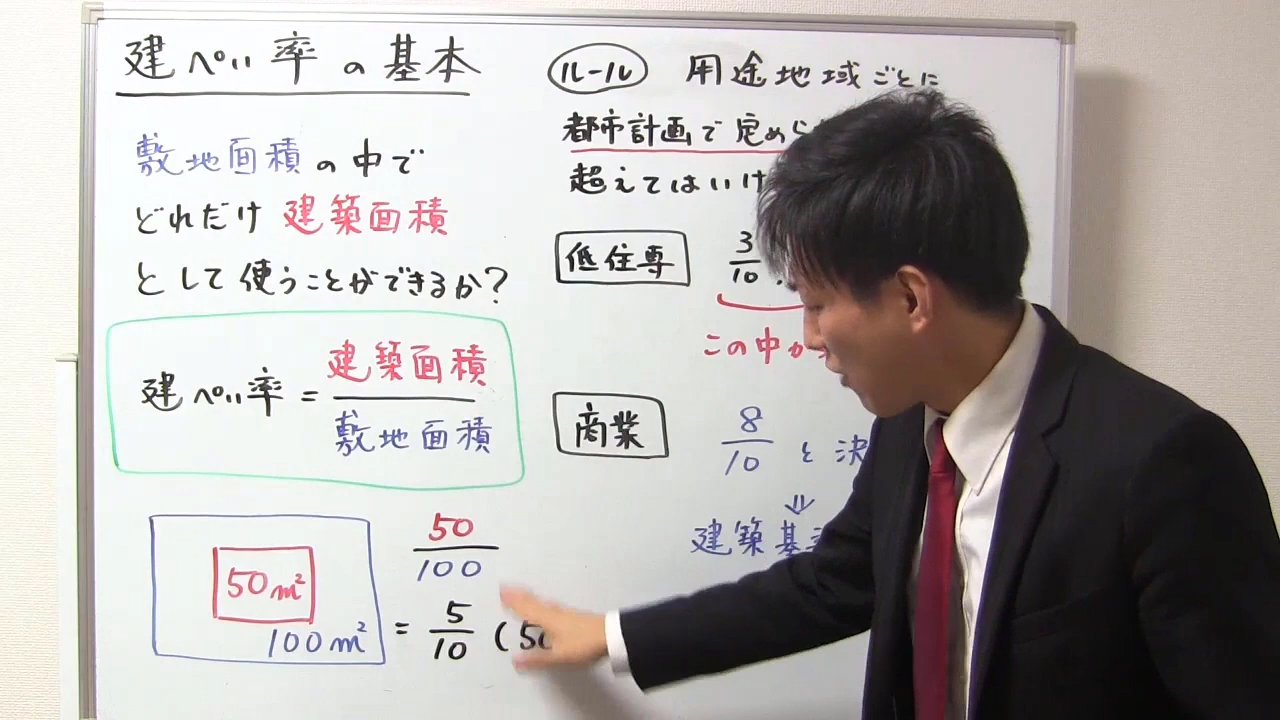 建ぺい率の基本
敷地面積の中で
どれだけ建築面積
として使うことができるか?
建ぺい率=建築面積
敷地面積
50m²
100m²
50
100
= 5
10 (50
ルール 用途地域ごとに
都市計画で定めら
超えてはいけ
低住専 3
10
この中か
商業 8
10 と決
⇓
建築基